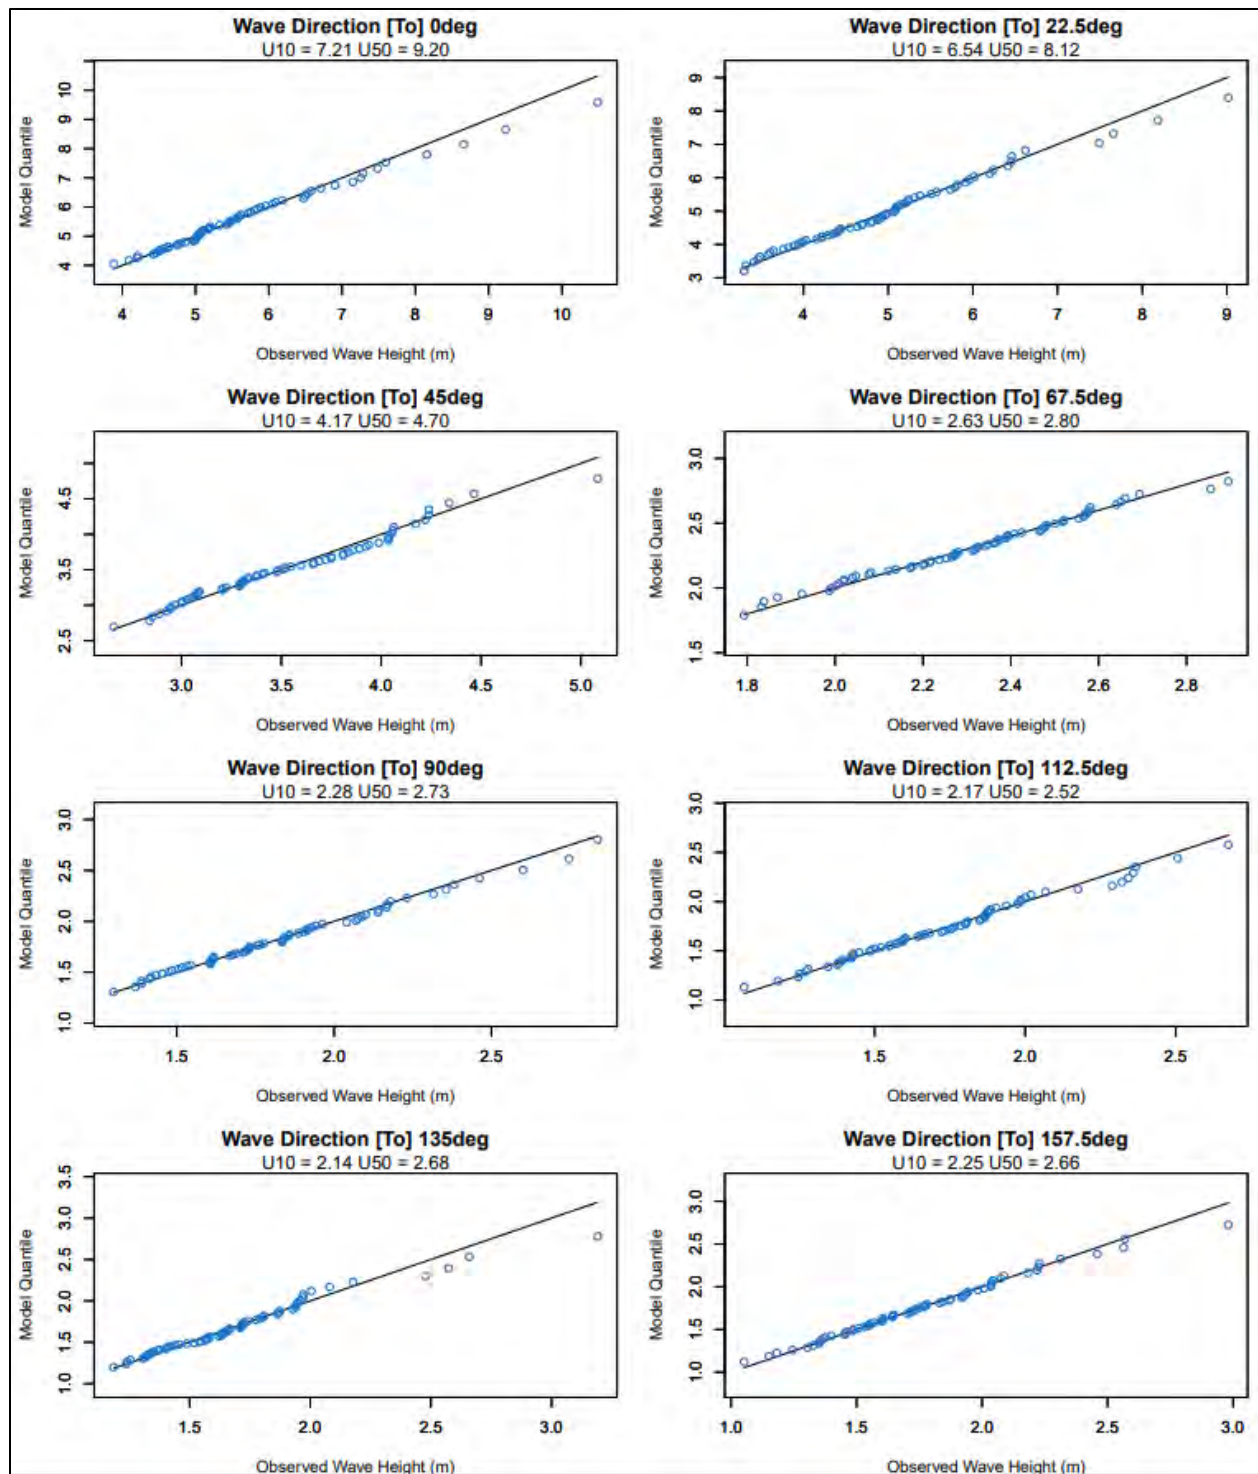 Wave Direction [To] 0deg
U10 = 7.21 U50 = 9.20
Model Quantile
10
9
8
7
6
5
4
4 5 6 7 8 9 10
Observed Wave Height (m)
Wave Direction [To] 22.5deg
U10 = 6.54 U50 = 8.12
Model Quantile
9
8
7
6
5
4
3
4 5 6 7 8 9
Observed Wave Height (m)
Wave Direction [To] 45deg
U10 = 4.17 U50 = 4.70
Model Quantile
4.5
3.5
2.5
3.0 3.5 4.0 4.5 5.0
Observed Wave Height (m)
Wave Direction [To] 67.5deg
U10 = 2.63 U50 = 2.80
Model Quantile
3.0
2.5
2.0
1.5
1.8 2.0 2.2 2.4 2.6 2.8
Observed Wave Height (m)
Wave Direction [To] 90deg
U10 = 2.28 U50 = 2.73
Model Quantile
3.0
2.5
2.0
1.5
1.0
1.5 2.0 2.5
Observed Wave Height (m)
Wave Direction [To] 112.5deg
U10 = 2.17 U50 = 2.52
Model Quantile
3.0
2.5
2.0
1.5
1.0
1.5 2.0 2.5
Observed Wave Height (m)
Wave Direction [To] 135deg
U10 = 2.14 U50 = 2.68
Model Quantile
3.5
3.0
2.5
2.0
1.5
1.0
1.5 2.0 2.5 3.0
Observed Wave Height (m)
Wave Direction [To] 157.5deg
U10 = 2.25 U50 = 2.66
Model Quantile
3.0
2.5
2.0
1.5
1.0
1.0 1.5 2.0 2.5 3.0
Observed Wave Height (m)